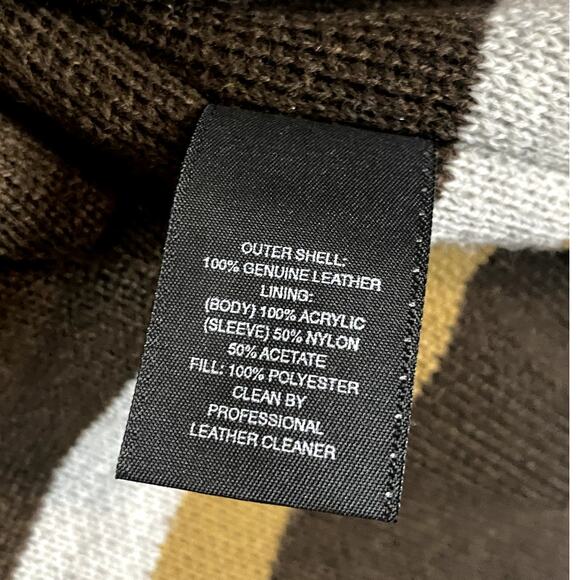 OUTER SHELL:
100% GENUINE LEATHER
LINING:
(BODY) 100% ACRYLIC
(SLEEVE) 50% NYLON
50% ACETATE
FILL: 100% POLYESTER
CLEAN BY
PROFESSIONAL
LEATHER CLEANER